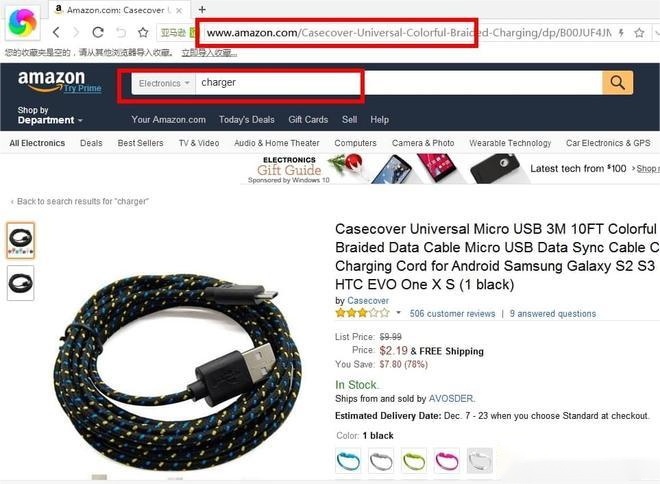 Amazon.com: Casecover U
亚马逊
www.amazon.com/Casecover-Universal-Colorful-Braided-Charging/dp/B00JUF4JM
您的收藏夹是空的，请从其他浏览器导入收藏。 立即导入收藏...
amazon
Try Prime
Electronics
charger
Shop by
Department
Your Amazon.com Today's Deals Gift Cards Sell Help
All Electronics Deals Best Sellers TV & Video Audio & Home Theater Computers Camera & Photo Wearable Technology Car Electronics & GPS
ELECTRONICS
Gift Guide
Sponsored by Windows 10
Latest tech from $100 >Shop
‹ Back to search results for "charger"
Casecover Universal Micro USB 3M 10FT Colorful
Braided Data Cable Micro USB Data Sync Cable C
Charging Cord for Android Samsung Galaxy S2 S3
HTC EVO One X S (1 black)
by Casecover
506 customer reviews | 9 answered questions
List Price: $9.99
Price: $2.19 & FREE Shipping
You Save: $7.80 (78%)
In Stock.
Ships from and sold by AVOSDER.
Estimated Delivery Date: Dec. 7 - 23 when you choose Standard at checkout.
Color: 1 black